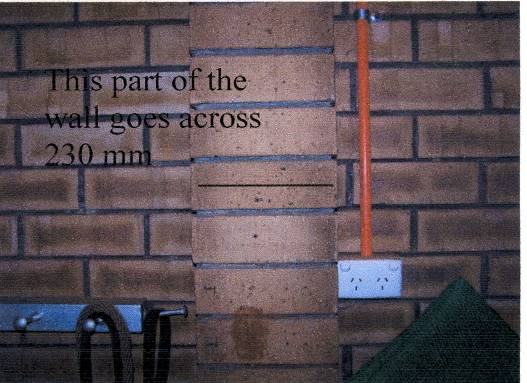 This part of the
wall goes across
230 mm